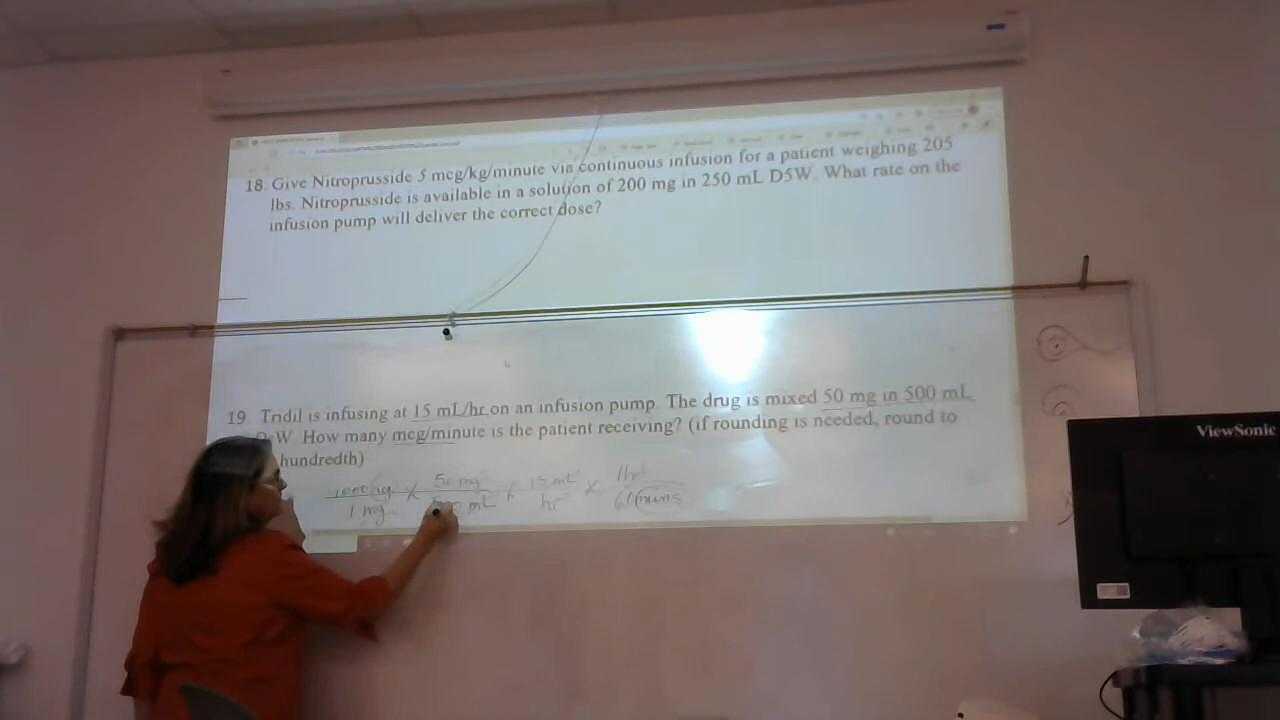 18. Give Nitroprusside 5 mcg/kg/minute via continuous infusion for a patient weighing 205
lbs. Nitroprusside is available in a solution of 200 mg in 250 mL D5W. What rate on the
infusion pump will deliver the correct dose?
19 Tridil is infusing at 15 mL/hr on an infusion pump. The drug is mixed 50 mg in 500 mL
W. How many mcg/minute is the patient receiving? (if rounding is needed, round to
hundredth)
50 mg 15 mL 1hr
1 mg mL hr 60 mins
ViewSonic